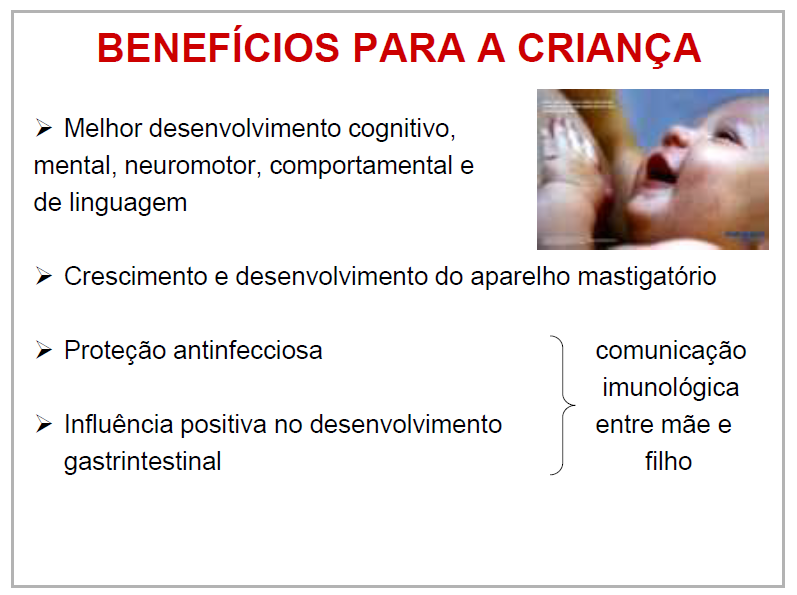 BENEFÍCIOS PARA A CRIANÇA
➢ Melhor desenvolvimento cognitivo,
mental, neuromotor, comportamental e
de linguagem
➢ Crescimento e desenvolvimento do aparelho mastigatório
➢ Proteção antinfecciosa
➢ Influência positiva no desenvolvimento
gastrintestinal
comunicação
imunológica
entre mãe e
filho